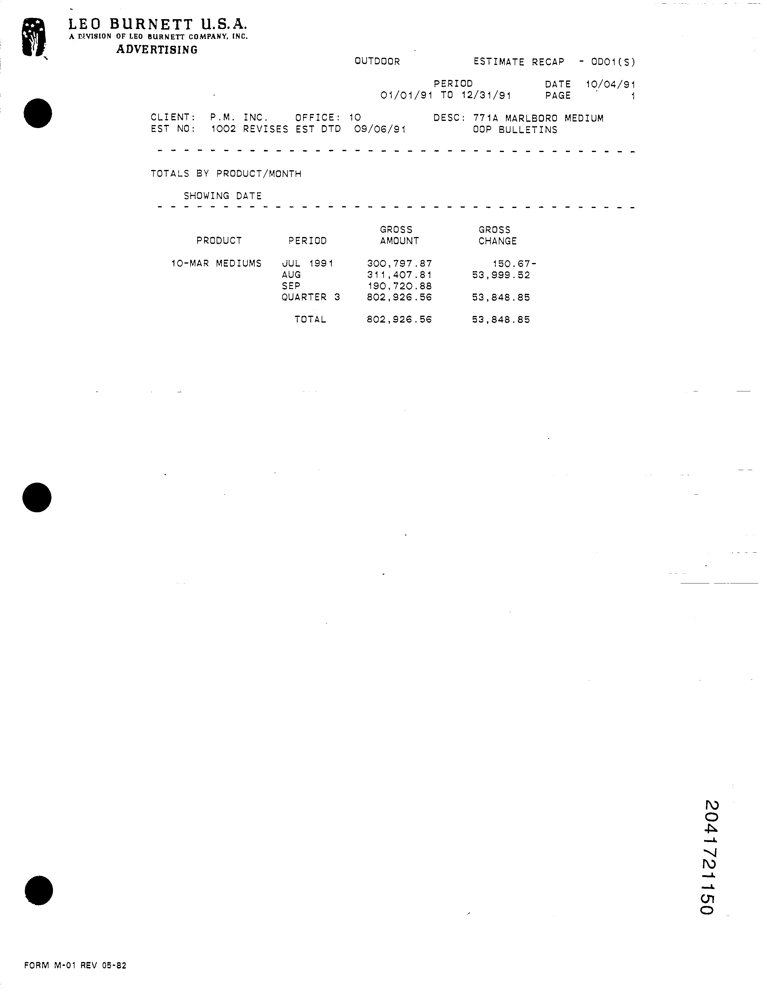 LEO BURNETT U.S.A.
A DIVISION OF LEO BURNETT COMPANY, INC.
ADVERTISING
OUTDOOR ESTIMATE RECAP - OD01(S)
PERIOD DATE 10/04/91
01/01/91 TO 12/31/91 PAGE 1
CLIENT: P.M. INC. OFFICE: 10 DESC: 771A MARLBORO MEDIUM
EST NO: 1002 REVISES EST DTD 09/06/91 OOP BULLETINS
TOTALS BY PRODUCT/MONTH
SHOWING DATE
GROSS GROSS
PRODUCT PERIOD AMOUNT CHANGE
10-MAR MEDIUMS JUL 1991 300,797.87 150.67-
AUG 311,407.81 53,999.52
SEP 190,720.88
QUARTER 3 802,926.56 53,848.85
TOTAL 802,926.56 53,848.85
2041721150
FORM M-01 REV 05-82